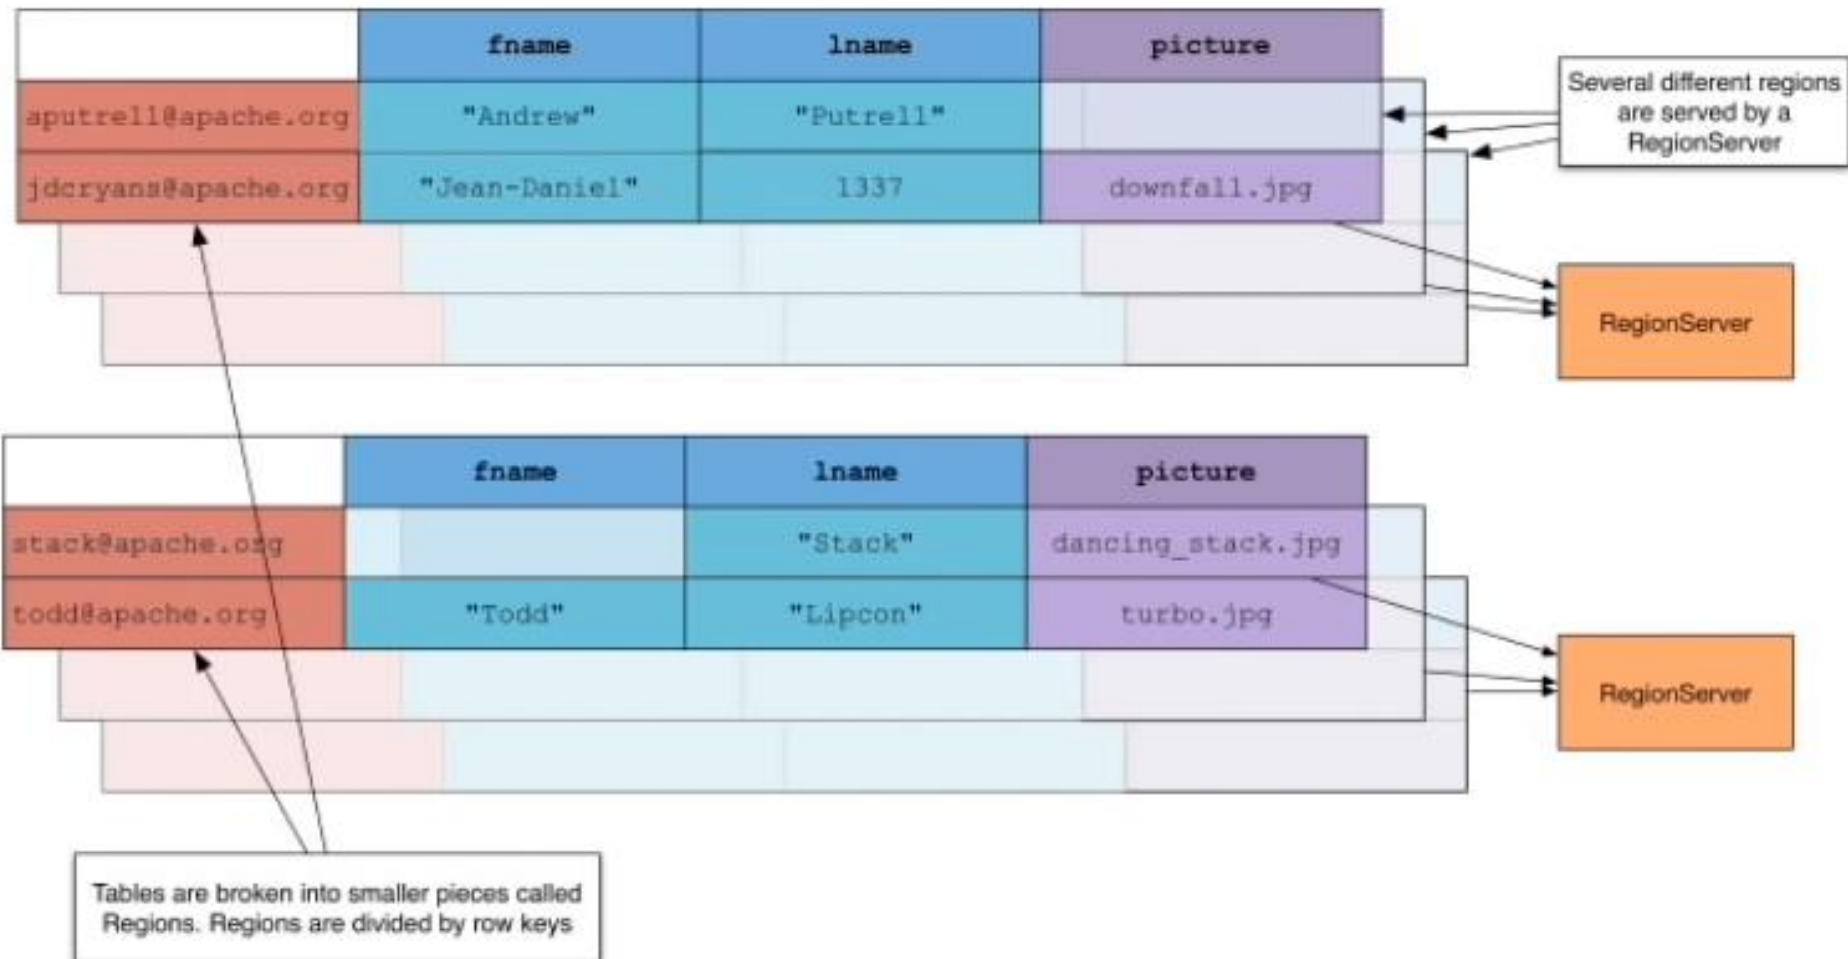 fname lname picture
aputrell@apache.org "Andrew" "Putrell"
jdcryans@apache.org "Jean-Daniel" 1337 downfall.jpg
Several different regions
are served by a
RegionServer
RegionServer
fname lname picture
stack@apache.org "Stack" dancing_stack.jpg
todd@apache.org "Todd" "Lipcon" turbo.jpg
RegionServer
Tables are broken into smaller pieces called
Regions. Regions are divided by row keys